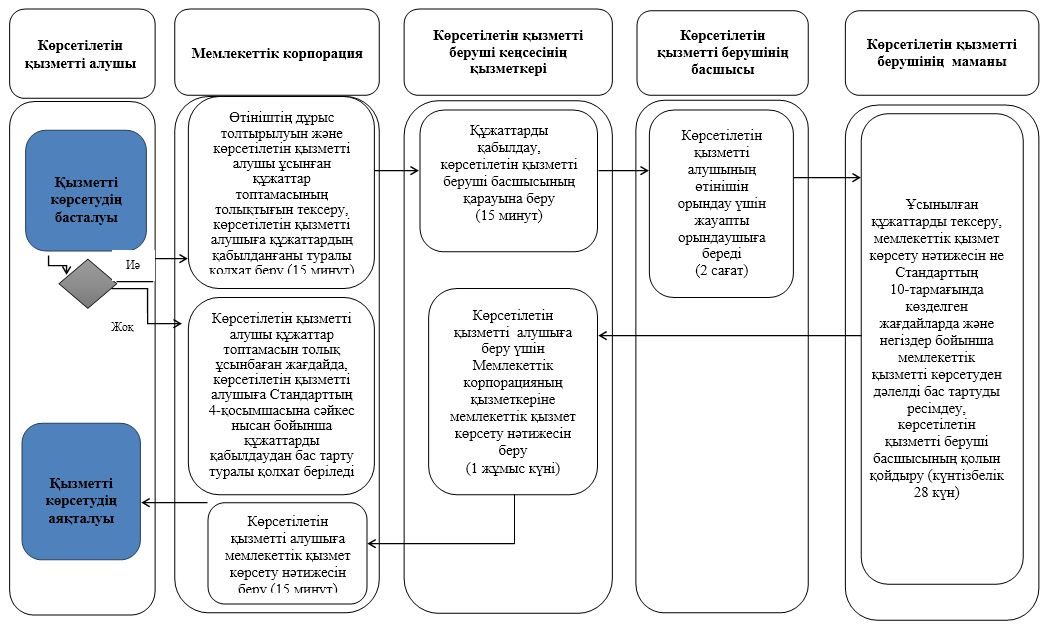 Көрсетілетін
қызметті алушы
Мемлекеттік корпорация
Көрсетілетін қызметті
беруші кеңсесінің
қызметкері
Көрсетілетін
қызметті берушінің
басшысы
Көрсетілетін қызметті
берушінің маманы
Қызметті
көрсетудің
басталуы
Иә
Жоқ
Қызметті
көрсетудің
аяқталуы
Өтініштің дұрыс
толтырылуын және
көрсетілетін қызметті
алушы ұсынған
құжаттар
топтамасының
толықтығын тексеру,
көрсетілетін қызметті
алушыға құжаттардың
қабылданғаны туралы
қолхат беру (15 минут)
Көрсетілетін қызметті
алушы құжаттар
топтамасын толық
ұсынбаған жағдайда,
көрсетілетін қызметті
алушыға Стандарттың
4-қосымшасына сәйкес
нысан бойынша
құжаттарды
қабылдаудан бас тарту
туралы қолхат беріледі
Көрсетілетін
қызметті алушыға
мемлекеттік қызмет
көрсету нәтижесін
беру (15 минут)
Құжаттарды
қабылдау,
көрсетілетін қызметті
беруші басшысының
қарауына беру
(15 минут)
Көрсетілетін
қызметті алушыға
беру үшін
Мемлекеттік
корпорацияның
қызметкеріне
мемлекеттік қызмет
көрсету нәтижесін
беру
(1 жұмыс күні)
Көрсетілетін
қызметті
алушының
өтінішін
орындау үшін
жауапты
орындаушыға
береді
(2 сағат)
Ұсынылған
құжаттарды тексеру,
мемлекеттік қызмет
көрсету нәтижесін не
Стандарттың
10-тармағында
көзделген
жағдайларда және
негіздер бойынша
мемлекеттік
қызметті көрсетуден
дәлелді бас тартуды
ресімдеу,
көрсетілетін
қызметті беруші
басшысының қолын
қойдыру (күнтізбелік
28 күн)